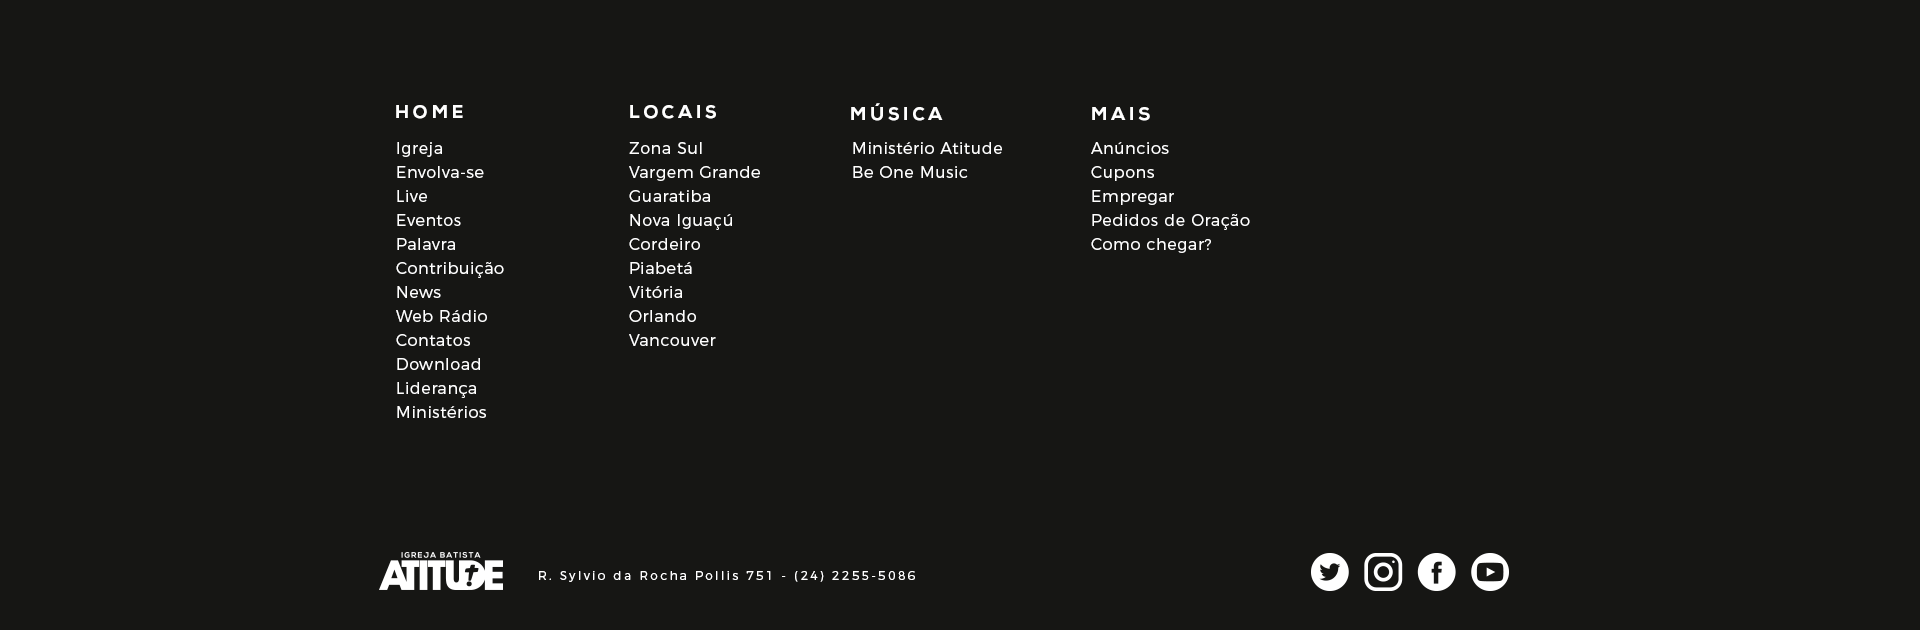 HOME
Igreja
Envolva-se
Live
Eventos
Palavra
Contribuição
News
Web Rádio
Contatos
Download
Liderança
Ministérios
LOCAIS
Zona Sul
Vargem Grande
Guaratiba
Nova Iguaçú
Cordeiro
Piabetá
Vitória
Orlando
Vancouver
MÚSICA
Ministério Atitude
Be One Music
MAIS
Anúncios
Cupons
Empregar
Pedidos de Oração
Como chegar?
IGREJA BATISTA
ATITUDE
R. Sylvio da Rocha Pollis 751 - (24) 2255-5086